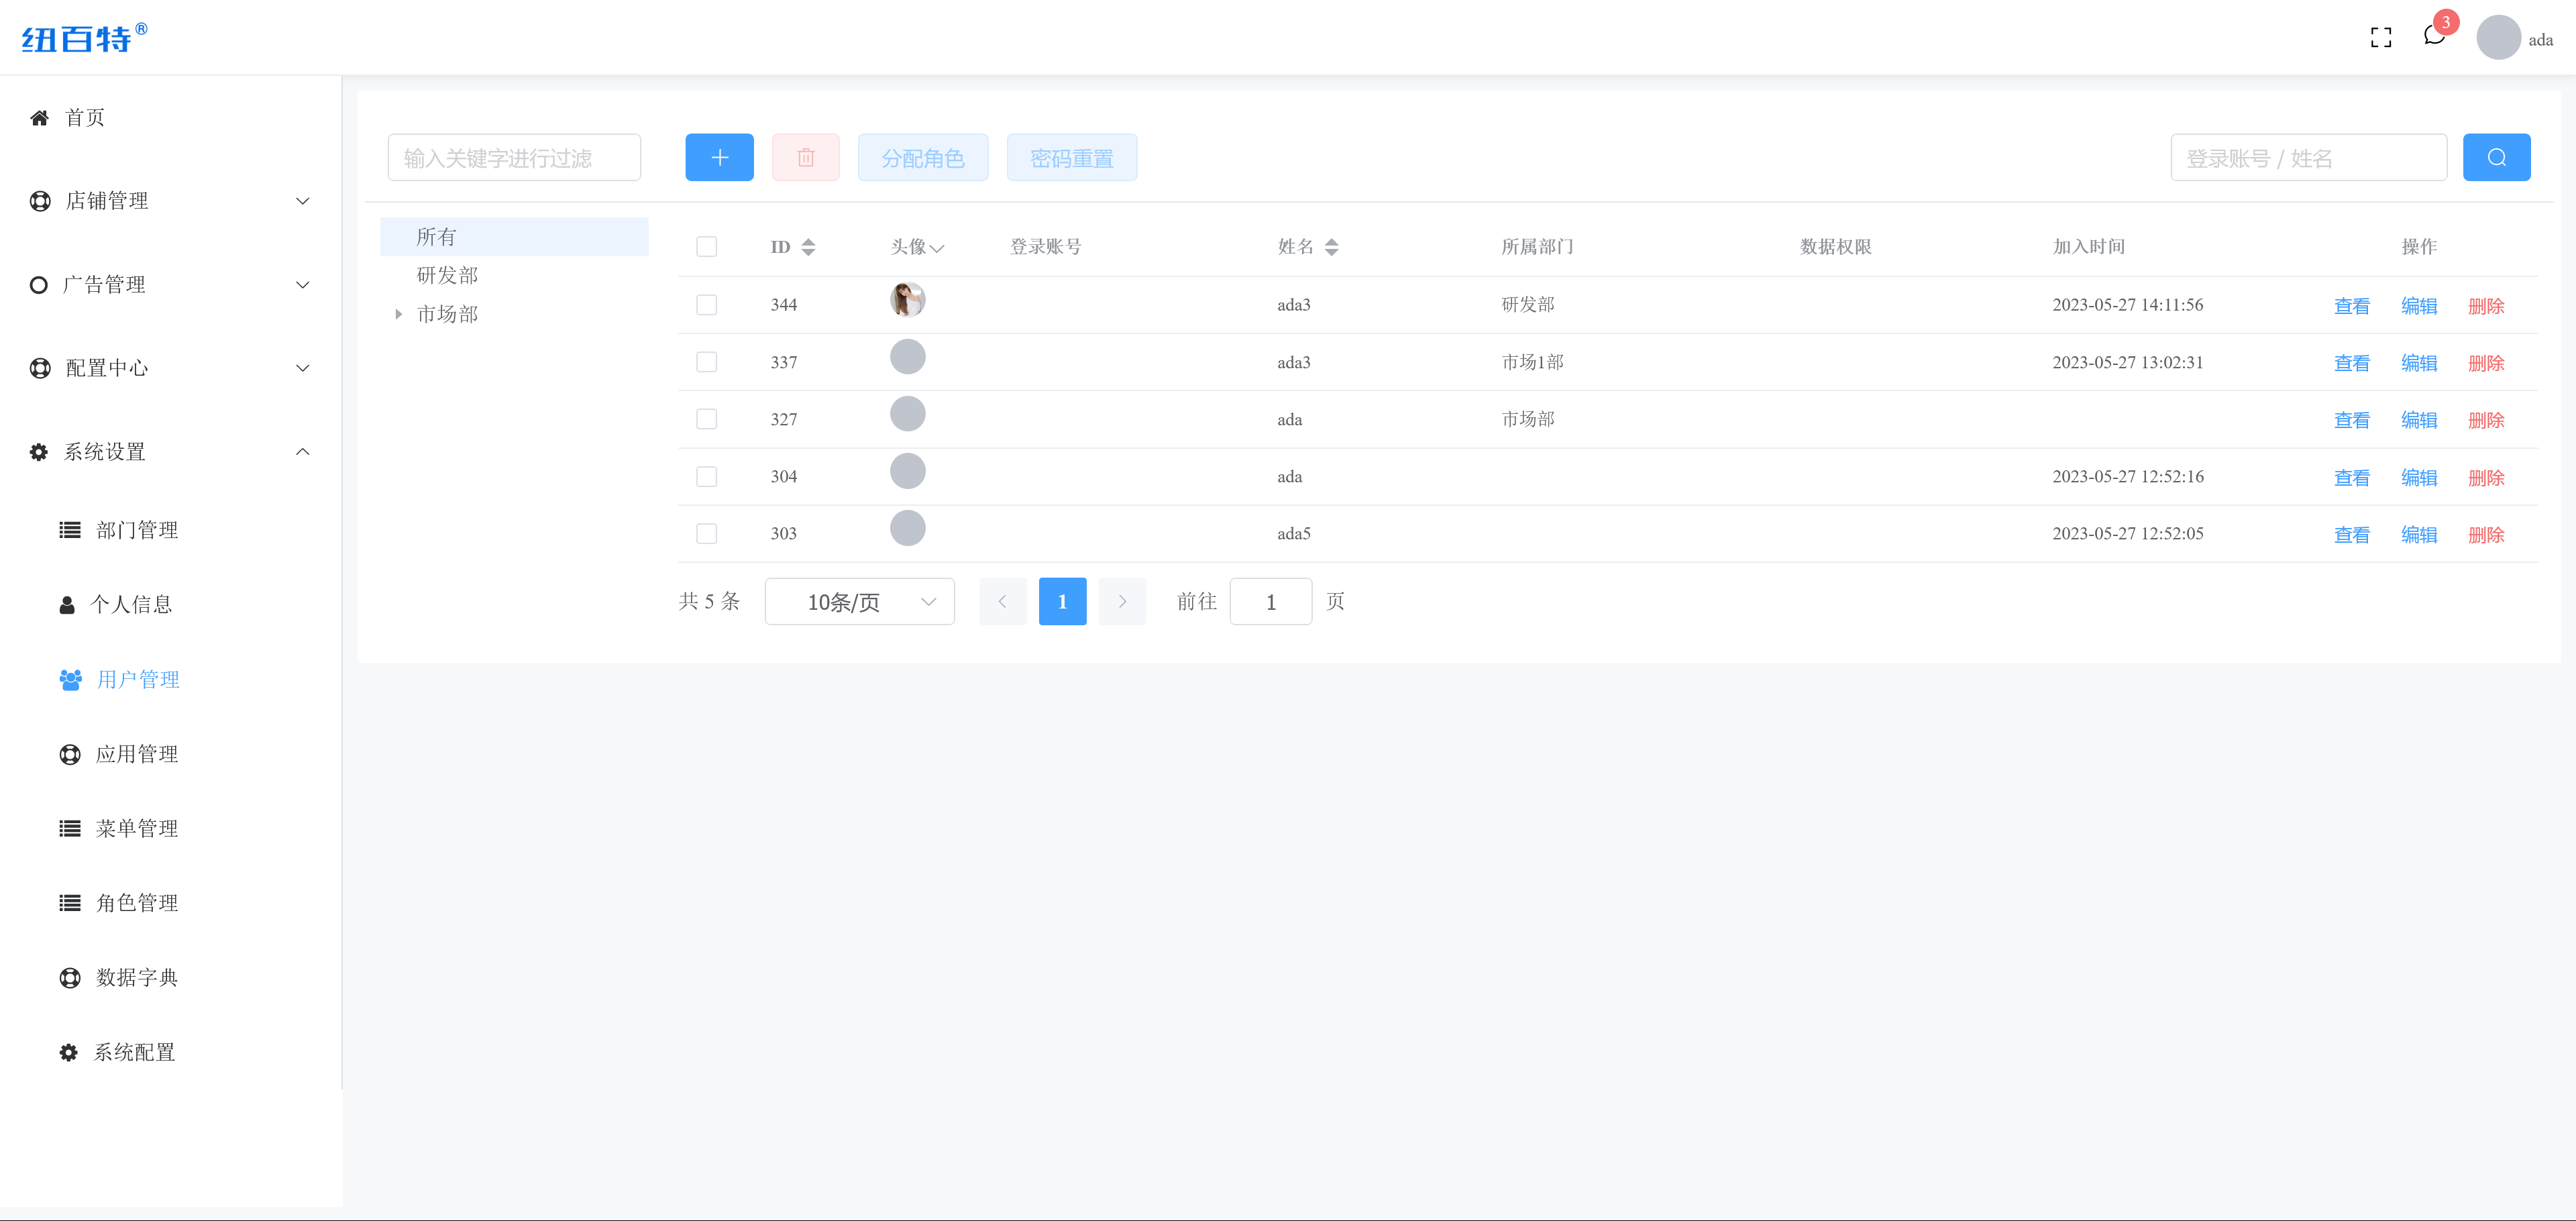 纽百特®
3
ada
首页
店铺管理
广告管理
配置中心
系统设置
部门管理
个人信息
用户管理
应用管理
菜单管理
角色管理
数据字典
系统配置
输入关键字进行过滤
分配角色 密码重置
登录账号 / 姓名
所有
研发部
市场部
ID 头像 登录账号 姓名 所属部门 数据权限 加入时间 操作
344 ada3 研发部 2023-05-27 14:11:56 查看 编辑 删除
337 ada3 市场1部 2023-05-27 13:02:31 查看 编辑 删除
327 ada 市场部 查看 编辑 删除
304 ada 2023-05-27 12:52:16 查看 编辑 删除
303 ada5 2023-05-27 12:52:05 查看 编辑 删除
共 5 条 10条/页 1 前往 1 页